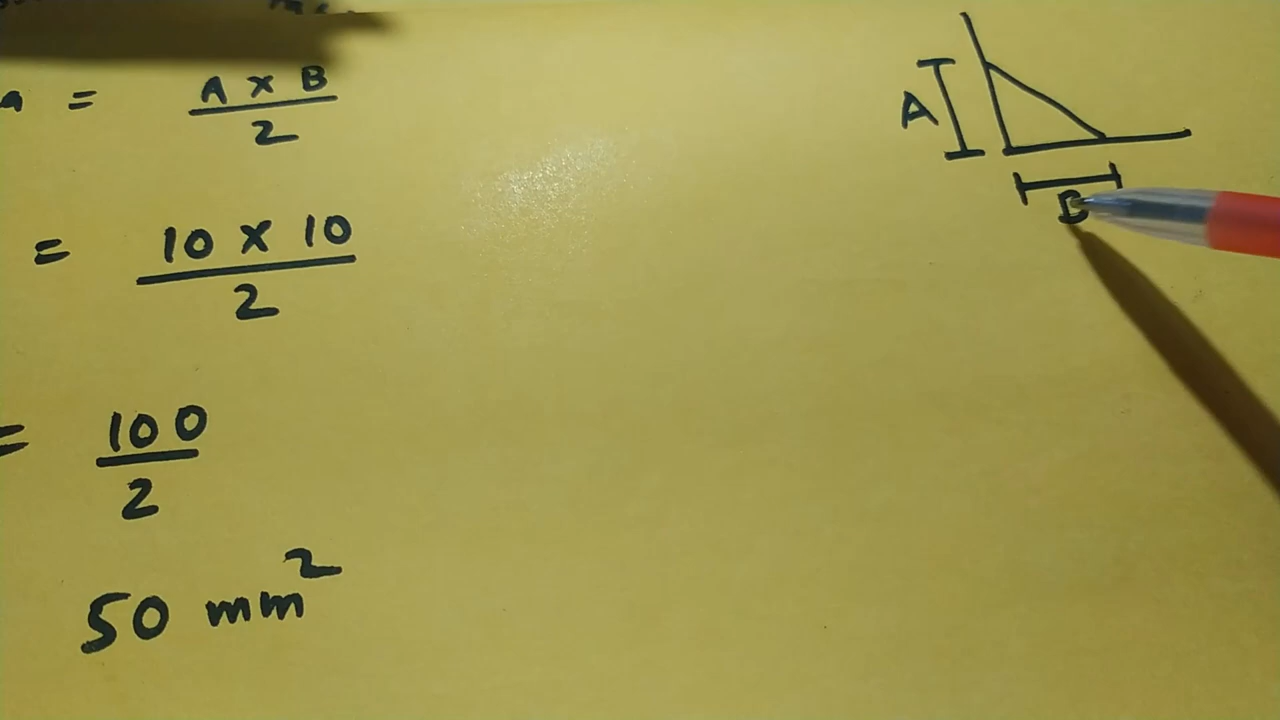 a = A x B / 2
= 10 x 10 / 2
= 100 / 2
50 mm²
A
B